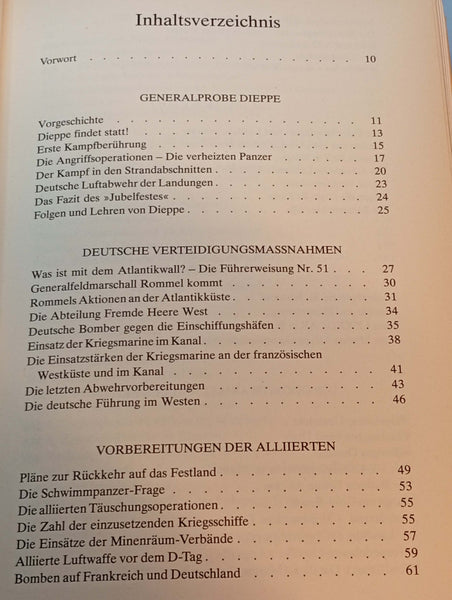 Inhaltsverzeichnis
Vorwort . . . . . . . . . . . . . . . . . . 10
GENERALPROBE DIEPPE
Vorgeschichte . . . . . . . . . . . . . . . 11
Dieppe findet statt! . . . . . . . . . . . . . 13
Erste Kampfberührung . . . . . . . . . . . . 15
Die Angriffsoperationen – Die verheizten Panzer . . . . . . 17
Der Kampf in den Strandabschnitten . . . . . . . . . 20
Deutsche Luftabwehr der Landungen . . . . . . . . . 23
Das Fazit des »Jubelfestes« . . . . . . . . . . . 24
Folgen und Lehren von Dieppe . . . . . . . . . . 25
DEUTSCHE VERTEIDIGUNGSMASSNAHMEN
Was ist mit dem Atlantikwall? – Die Führerweisung Nr. 51 . . . 27
Generalfeldmarschall Rommel kommt . . . . . . . . 30
Rommels Aktionen an der Atlantikküste . . . . . . . . 31
Die Abteilung Fremde Heere West . . . . . . . . . 34
Deutsche Bomber gegen die Einschiffungshäfen . . . . . . 35
Einsatz der Kriegsmarine im Kanal . . . . . . . . . 38
Die Einsatzstärken der Kriegsmarine an der französischen
Westküste und im Kanal . . . . . . . . . . . 41
Die letzten Abwehrvorbereitungen . . . . . . . . . 43
Die deutsche Führung im Westen . . . . . . . . . 46
VORBEREITUNGEN DER ALLIIERTEN
Pläne zur Rückkehr auf das Festland . . . . . . . . . 49
Die Schwimmpanzer-Frage . . . . . . . . . . . 53
Die alliierten Täuschungsoperationen . . . . . . . . . 55
Die Zahl der einzusetzenden Kriegsschiffe . . . . . . . . 55
Die Einsätze der Minenräum-Verbände . . . . . . . . 57
Alliierte Luftwaffe vor dem D-Tag . . . . . . . . . 59
Bomben auf Frankreich und Deutschland . . . . . . . . 61